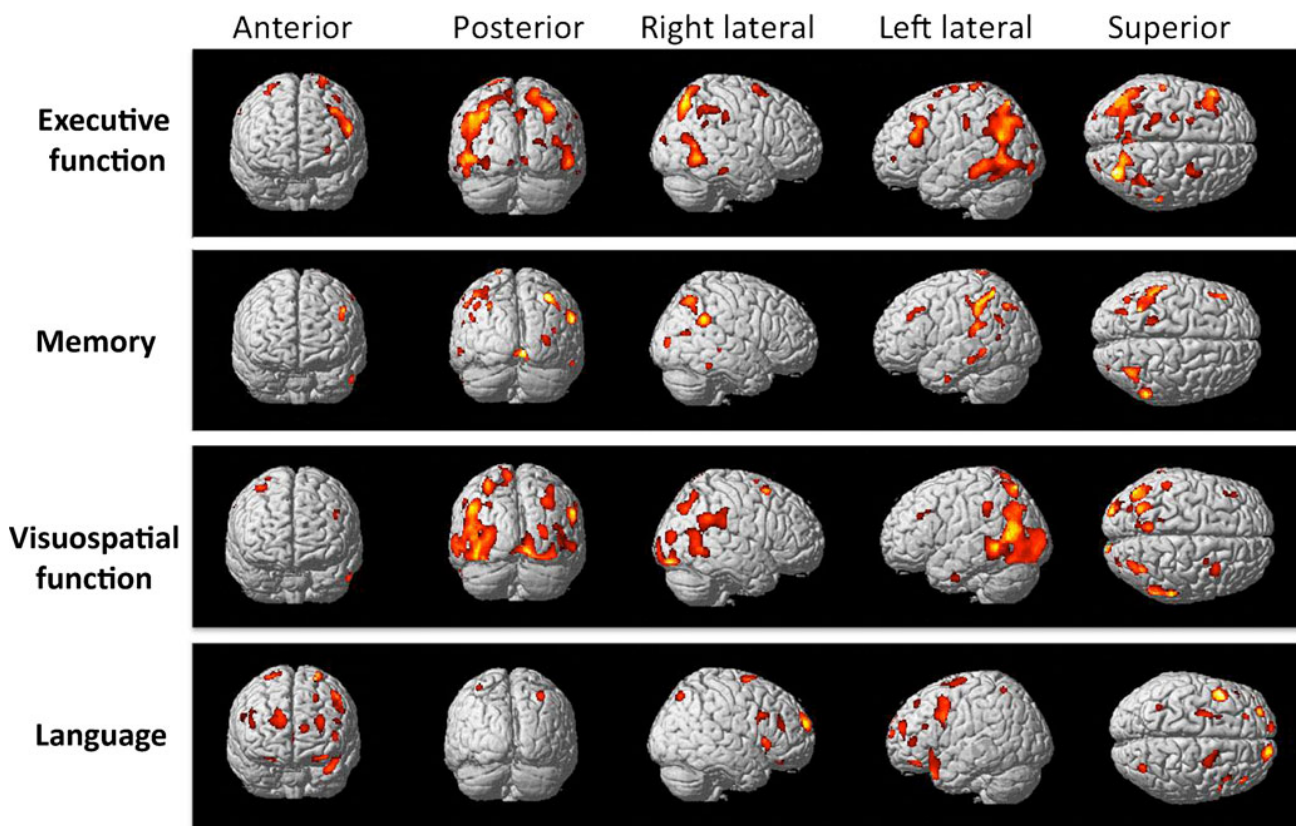 Anterior Posterior Right lateral Left lateral Superior
Executive
function
Memory
Visuospatial
function
Language